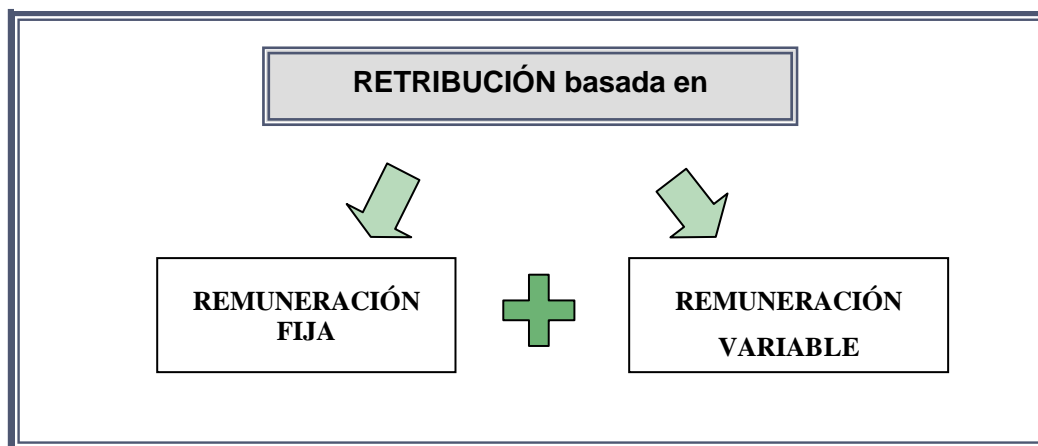 RETRIBUCIÓN basada en
REMUNERACIÓN
FIJA
REMUNERACIÓN
VARIABLE